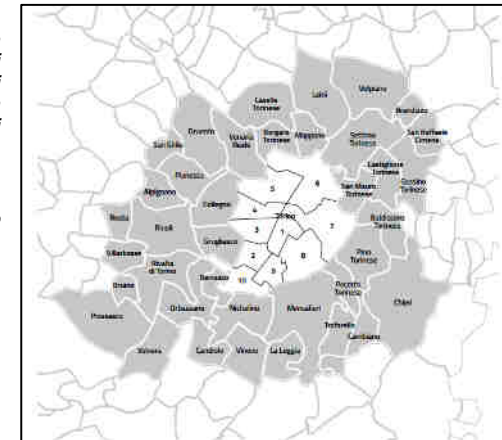 Leinì
Volpiano
Caselle
Torinese
Brandizzo
Borgaro
Torinese
Mappano
Settimo
Torinese
San Raffaele
Cimena
Druento
Venaria
Reale
San Gillio
Castiglione
Torinese
Pianezza
Gassino
Torinese
San Mauro
Torinese
Alpignano
5
6
Collegno
4
Torino
Rosta
Rivoli
3
1
7
Baldissero
Torinese
Grugliasco
Villarbasse
2
8
Pino
Torinese
Rivalta
di Torino
Beinasco
9
10
Bruino
Pecetto
Torinese
Chieri
Piossasco
Orbassano
Nichelino
Moncalieri
Trofarello
Cambiano
Volvera
Candiolo
Vinovo
La Loggia